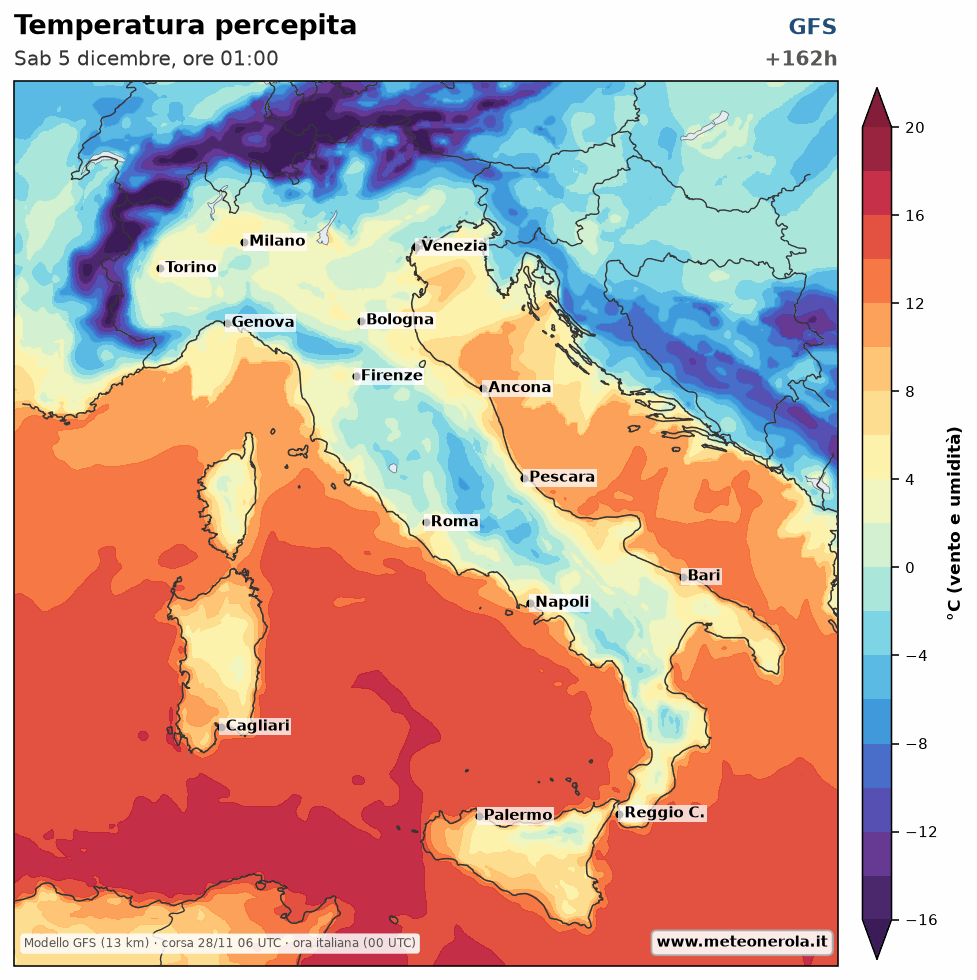 Temperatura percepita
GFS
Sab 5 dicembre, ore 01:00
+162h
Milano
Venezia
Torino
Genova
Bologna
Firenze
Ancona
Pescara
Roma
Bari
Napoli
Cagliari
Palermo
Reggio C.
20
16
12
8
4
0
−4
−8
−12
−16
°C (vento e umidità)
Modello GFS (13 km) · corsa 28/11 06 UTC · ora italiana (00 UTC)
www.meteonerola.it